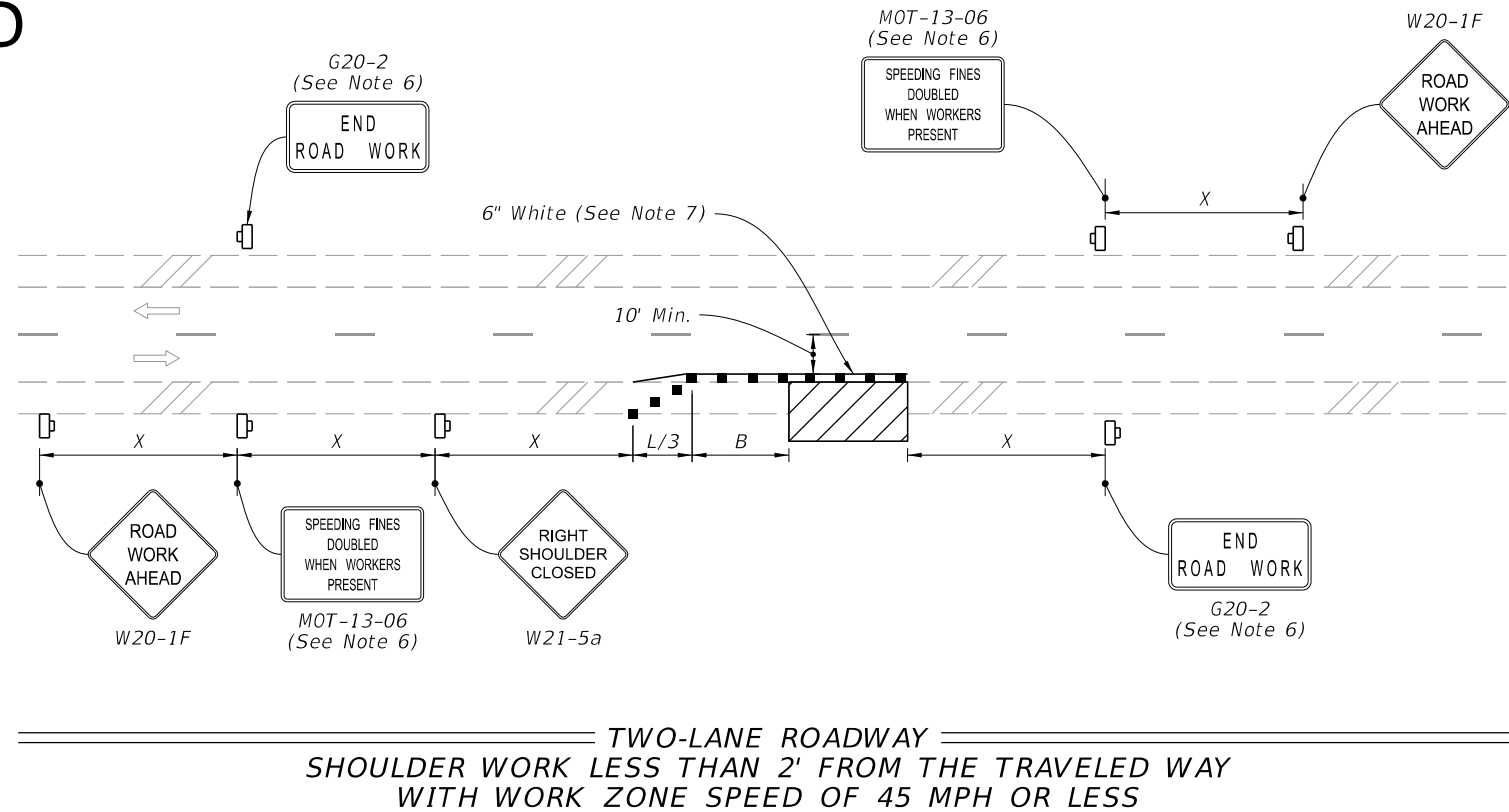 D
MOT-13-06
(See Note 6)
W20-1F
G20-2
(See Note 6)
SPEEDING FINES
DOUBLED
WHEN WORKERS
PRESENT
ROAD
WORK
AHEAD
END
ROAD WORK
X
6" White (See Note 7)
10' Min.
X
X
X
L/3
B
X
ROAD
WORK
AHEAD
W20-1F
SPEEDING FINES
DOUBLED
WHEN WORKERS
PRESENT
MOT-13-06
(See Note 6)
RIGHT
SHOULDER
CLOSED
W21-5a
END
ROAD WORK
G20-2
(See Note 6)
TWO-LANE ROADWAY
SHOULDER WORK LESS THAN 2' FROM THE TRAVELED WAY
WITH WORK ZONE SPEED OF 45 MPH OR LESS